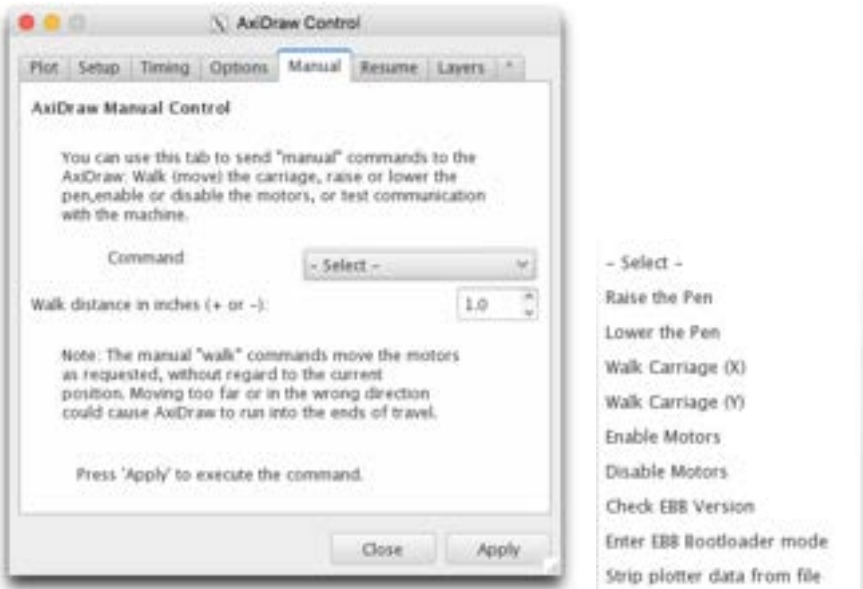 AxiDraw Control
Plot Setup Timing Options Manual Resume Layers
AxiDraw Manual Control
You can use this tab to send "manual" commands to the
AxiDraw: Walk (move) the carriage, raise or lower the
pen,enable or disable the motors, or test communication
with the machine.
Command
- Select -
Walk distance in inches (+ or -):
1.0
Note: The manual "walk" commands move the motors
as requested, without regard to the current
position. Moving too far or in the wrong direction
could cause AxiDraw to run into the ends of travel.
Press 'Apply' to execute the command.
Close
Apply
- Select -
Raise the Pen
Lower the Pen
Walk Carriage (X)
Walk Carriage (Y)
Enable Motors
Disable Motors
Check EBB Version
Enter EBB Bootloader mode
Strip plotter data from file